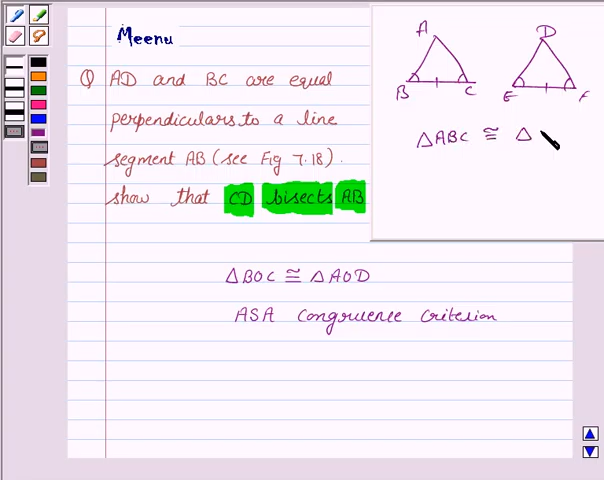 Meenu
Q AD and BC are equal
perpendiculars to a line
segment AB (see Fig 7.18).
show that CD bisects AB
△BOC ≅ △AOD
ASA Congruence Criterion
A
D
B
C
E
F
△ABC ≅ △